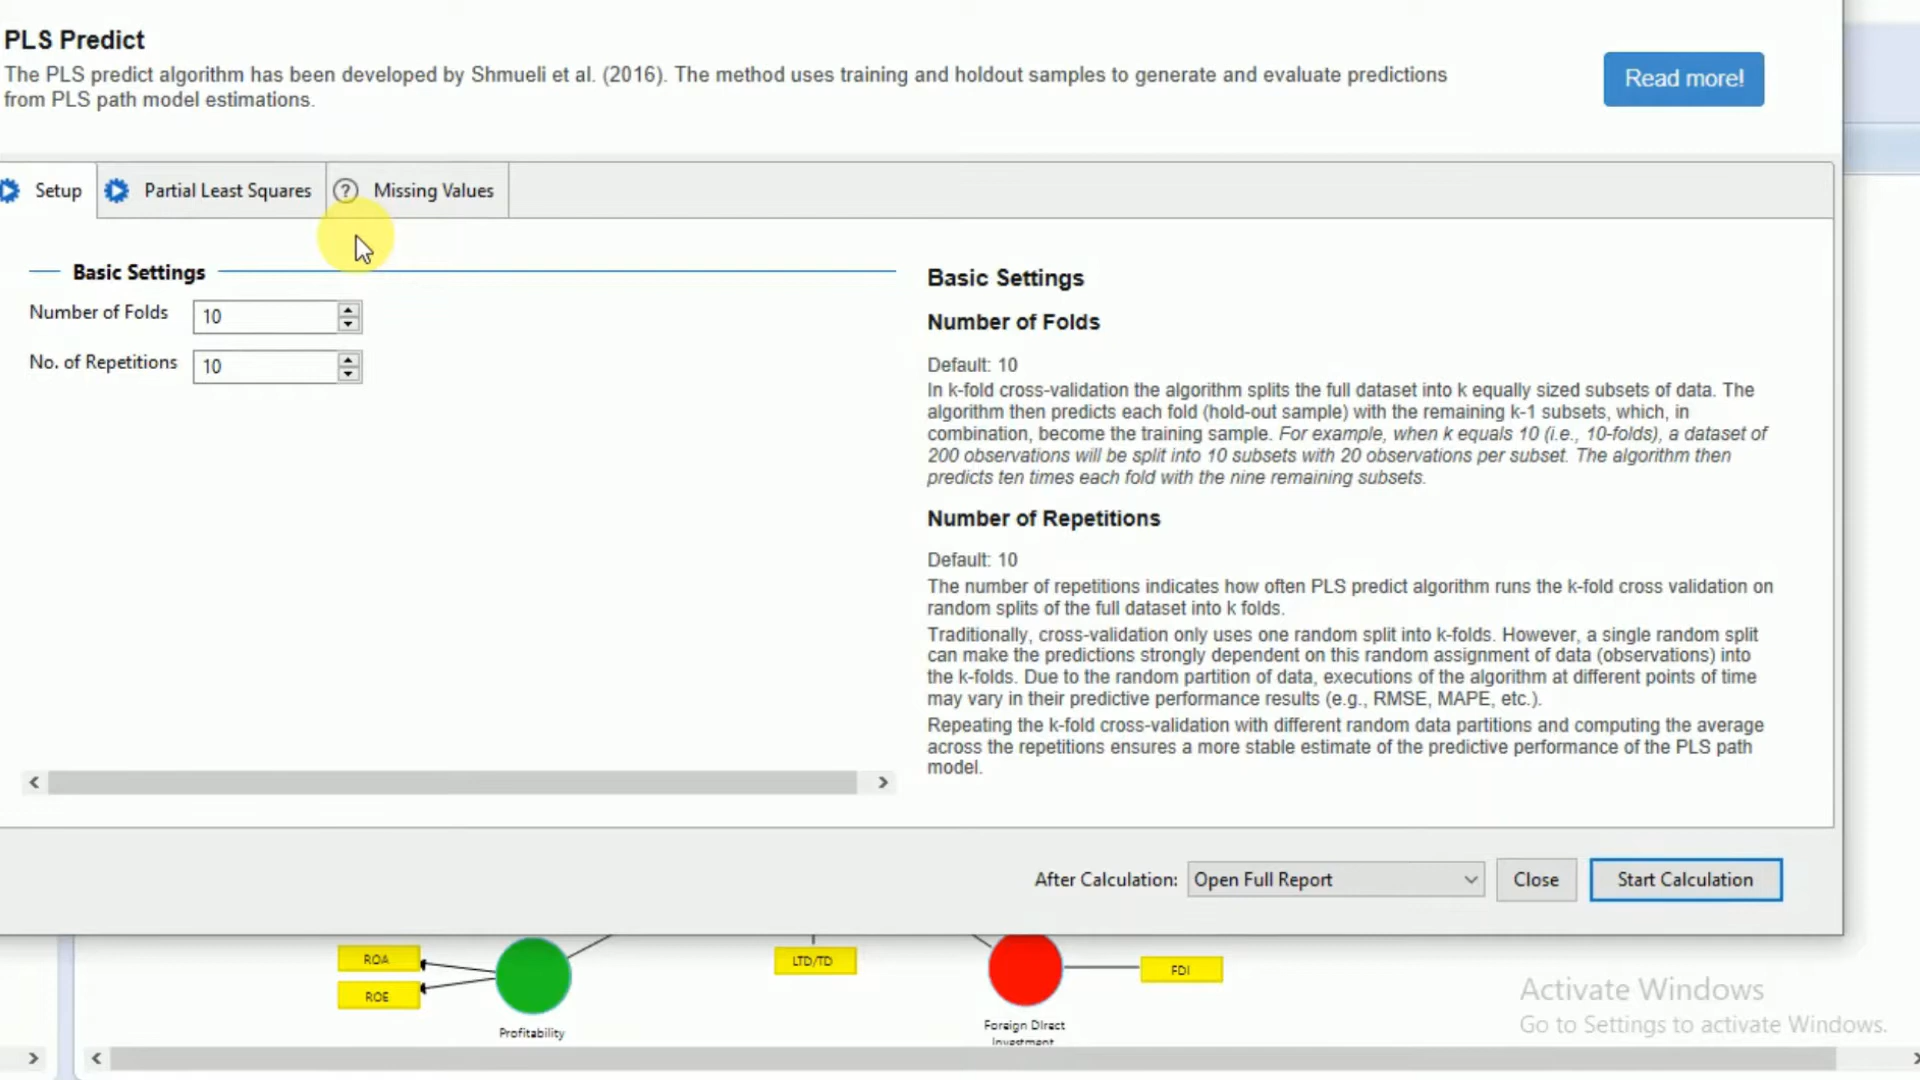 PLS Predict
The PLS predict algorithm has been developed by Shmueli et al. (2016). The method uses training and holdout samples to generate and evaluate predictions
from PLS path model estimations.
Read more!
Setup
Partial Least Squares
? Missing Values
Basic Settings
Number of Folds 10
No. of Repetitions 10
Basic Settings
Number of Folds
Default: 10
In k-fold cross-validation the algorithm splits the full dataset into k equally sized subsets of data. The
algorithm then predicts each fold (hold-out sample) with the remaining k-1 subsets, which, in
combination, become the training sample. For example, when k equals 10 (i.e., 10-folds), a dataset of
200 observations will be split into 10 subsets with 20 observations per subset. The algorithm then
predicts ten times each fold with the nine remaining subsets.
Number of Repetitions
Default: 10
The number of repetitions indicates how often PLS predict algorithm runs the k-fold cross validation on
random splits of the full dataset into k folds.
Traditionally, cross-validation only uses one random split into k-folds. However, a single random split
can make the predictions strongly dependent on this random assignment of data (observations) into
the k-folds. Due to the random partition of data, executions of the algorithm at different points of time
may vary in their predictive performance results (e.g., RMSE, MAPE, etc.).
Repeating the k-fold cross-validation with different random data partitions and computing the average
across the repetitions ensures a more stable estimate of the predictive performance of the PLS path
model.
After Calculation: Open Full Report
Close
Start Calculation
ROA
ROE
Profitability
LTD/TD
FDI
Foreign Direct
Investment
Activate Windows
Go to Settings to activate Windows.